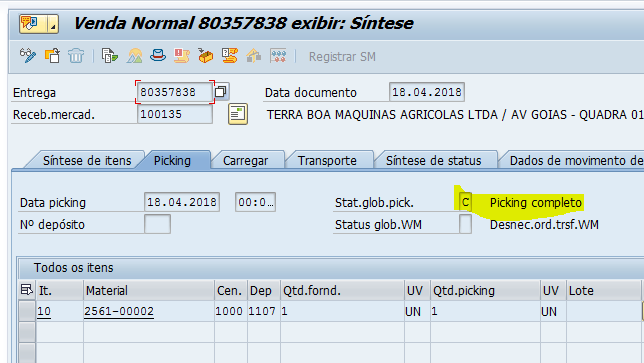 Venda Normal 80357838 exibir: Síntese
Registrar SM
Entrega 80357838 Data documento 18.04.2018
Receb.mercad. 100135 TERRA BOA MAQUINAS AGRICOLAS LTDA / AV GOIAS - QUADRA 01
Síntese de itens Picking Carregar Transporte Síntese de status Dados de movimento de
Data picking 18.04.2018 00:0... Stat.glob.pick. C Picking completo
Nº depósito Status glob.WM Desnec.ord.trsf.WM
Todos os itens
It. Material Cen. Dep Qtd.fornd. UV Qtd.picking UV Lote
10 2561-00002 1000 1107 1 UN 1 UN